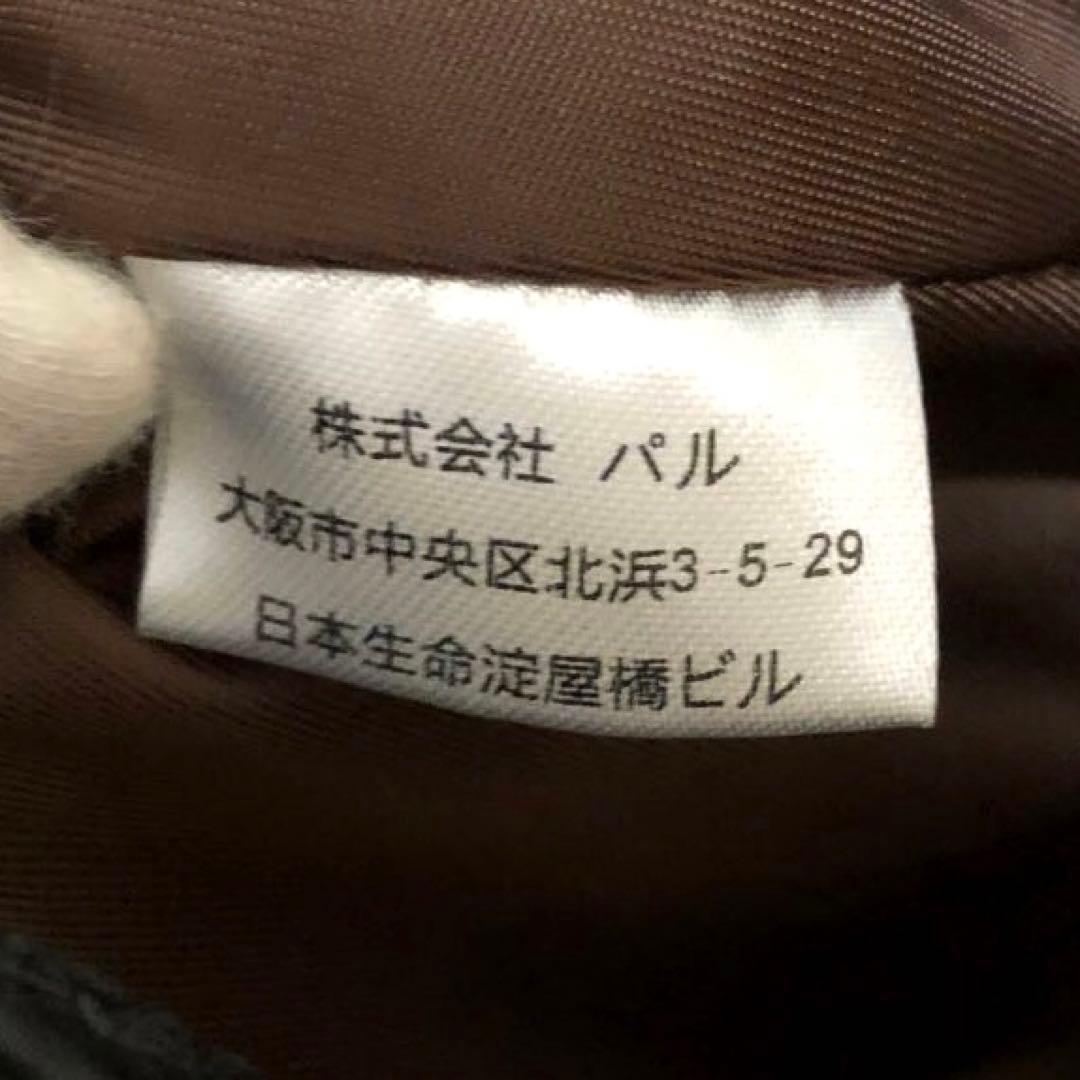 株式会社 パル
大阪市中央区北浜3-5-29
日本生命淀屋橋ビル